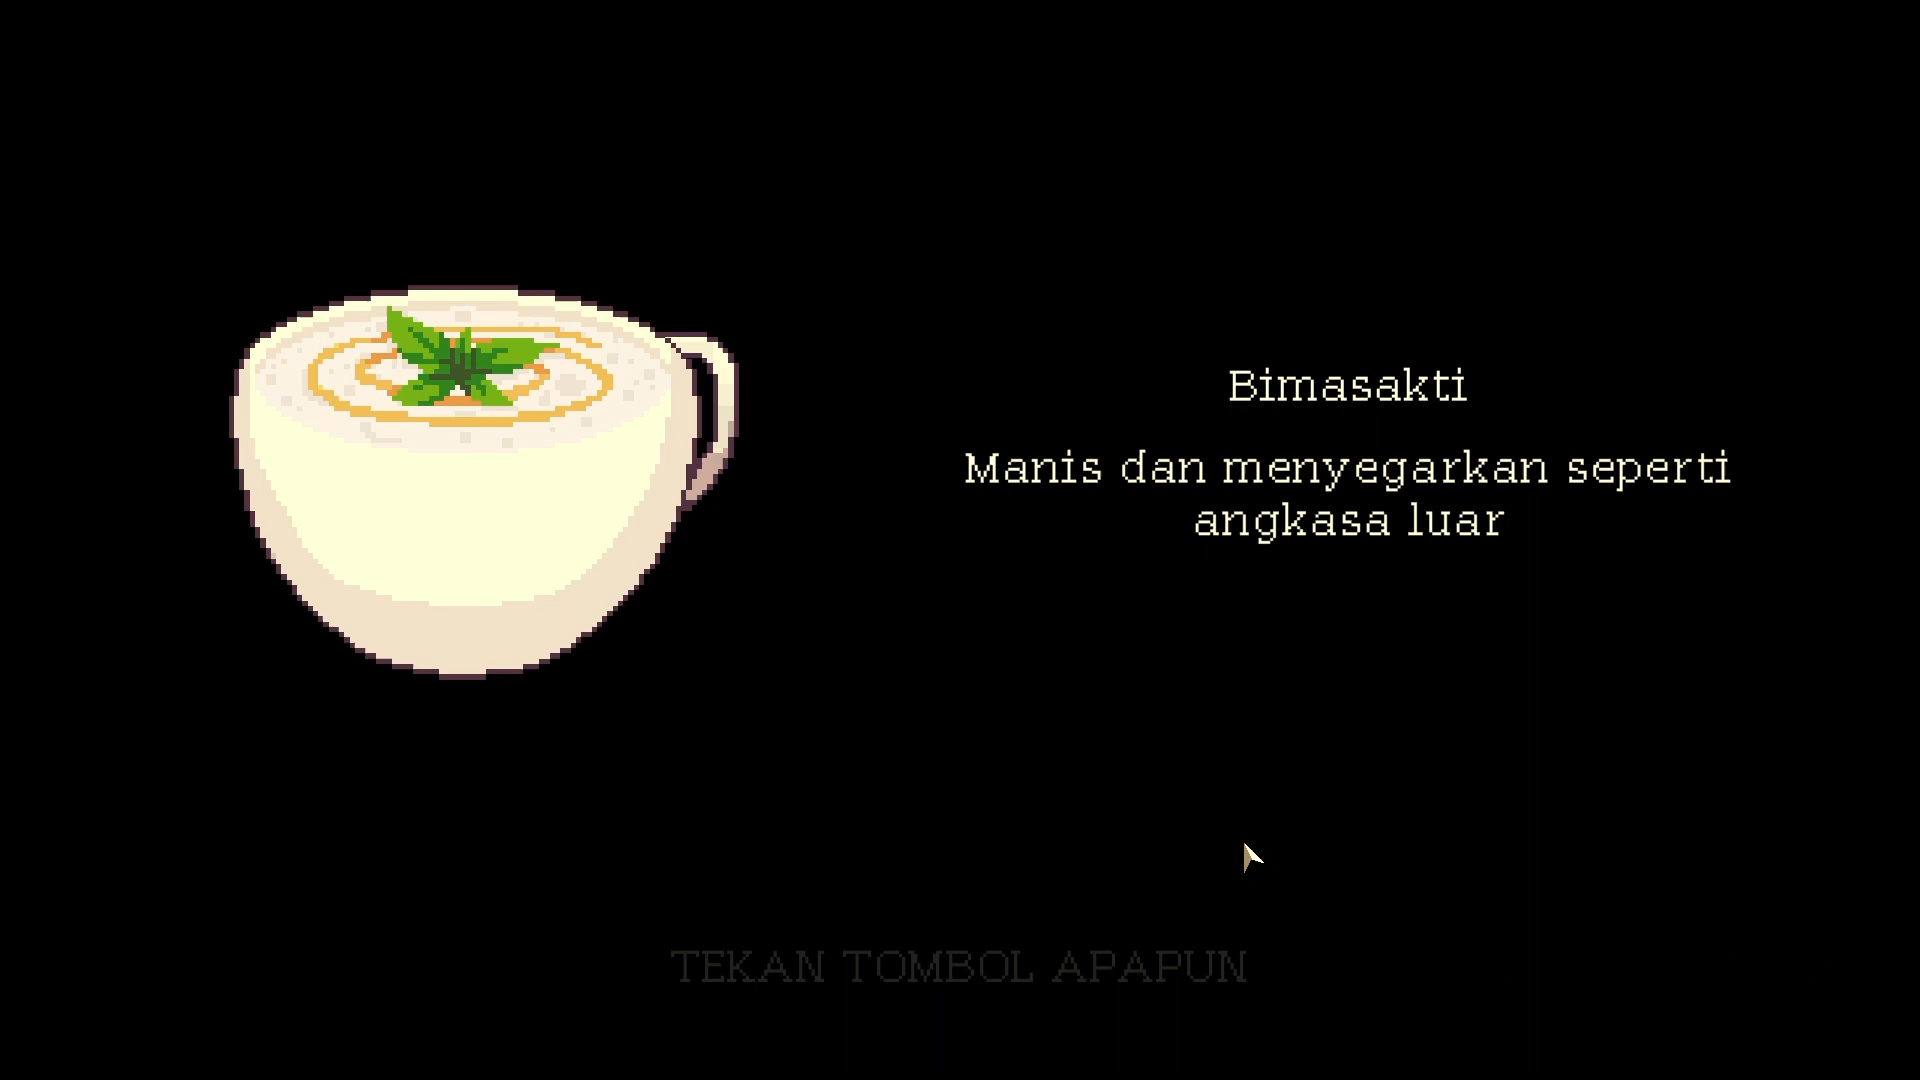 Bimasakti
Manis dan menyegarkan seperti
angkasa luar
TEKAN TOMBOL APAPUN